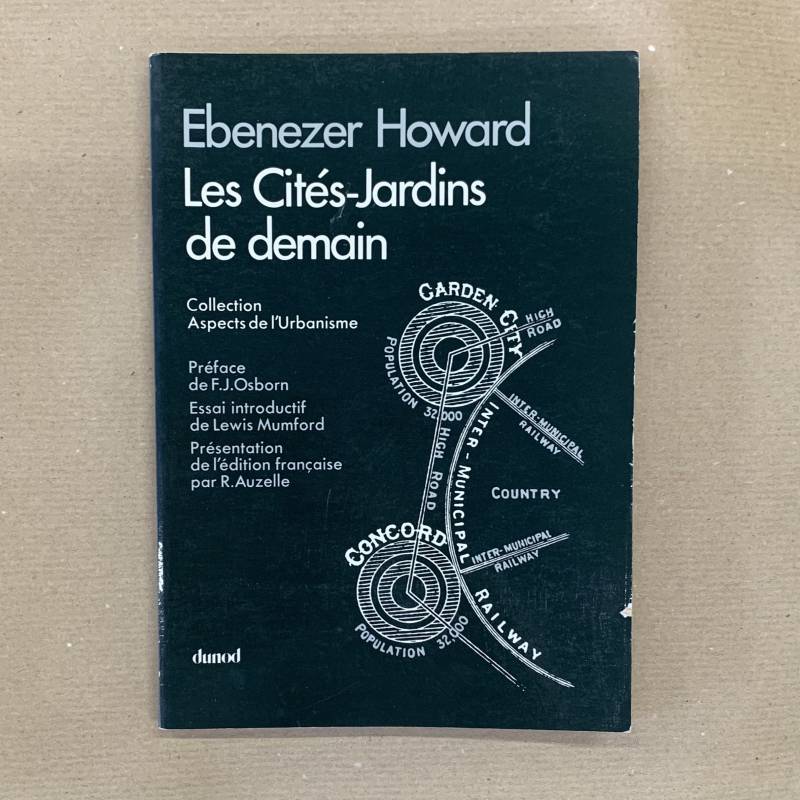 Ebenezer Howard
Les Cités-Jardins
de demain
Collection
Aspects de l'Urbanisme
Préface
de F.J.Osborn
Essai introductif
de Lewis Mumford
Présentation
de l'édition française
par R.Auzelle
GARDEN CITY
HIGH
ROAD
POPULATION 32,000
INTER-MUNICIPAL
RAILWAY
HIGH ROAD
INTER-MUNICIPAL RAILWAY
COUNTRY
CONCORD
INTER-MUNICIPAL
RAILWAY
POPULATION 32,000
dunod